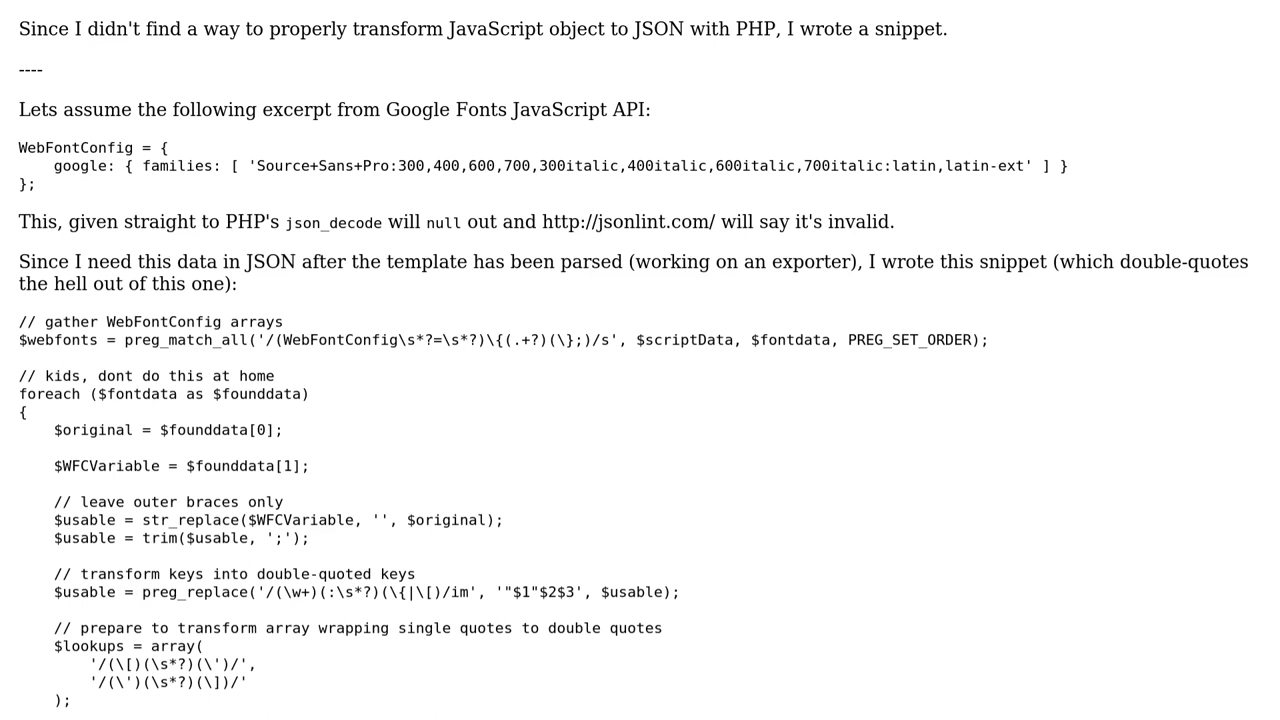 Since I didn't find a way to properly transform JavaScript object to JSON with PHP, I wrote a snippet.
----
Lets assume the following excerpt from Google Fonts JavaScript API:
WebFontConfig = {
    google: { families: [ 'Source+Sans+Pro:300,400,600,700,300italic,400italic,600italic,700italic:latin,latin-ext' ] }
};
This, given straight to PHP's json_decode will null out and http://jsonlint.com/ will say it's invalid.
Since I need this data in JSON after the template has been parsed (working on an exporter), I wrote this snippet (which double-quotes
the hell out of this one):
// gather WebFontConfig arrays
$webfonts = preg_match_all('/(WebFontConfig\s*?=\s*?)\{(.+?)(\};)/s', $scriptData, $fontdata, PREG_SET_ORDER);
// kids, dont do this at home
foreach ($fontdata as $founddata)
{
    $original = $founddata[0];
    $WFCVariable = $founddata[1];
    // leave outer braces only
    $usable = str_replace($WFCVariable, '', $original);
    $usable = trim($usable, ';');
    // transform keys into double-quoted keys
    $usable = preg_replace('/(\w+)(:\s*?)(\{|\[)/im', '"$1"$2$3', $usable);
    // prepare to transform array wrapping single quotes to double quotes
    $lookups = array(
        '/(\[)(\s*?)(\')/',
        '/(\')(\s*?)(\])/'
    );